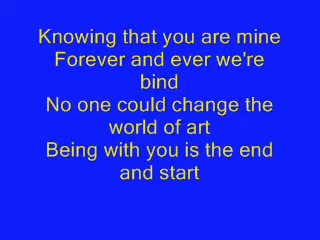 Knowing that you are mine
Forever and ever we're
bind
No one could change the
world of art
Being with you is the end
and start